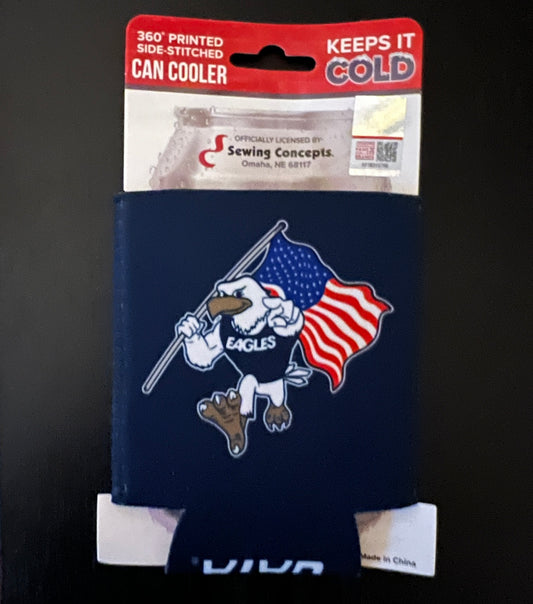 360° PRINTED
SIDE-STITCHED
CAN COOLER
KEEPS IT
COLD
OFFICIALLY LICENSED BY:
Sewing Concepts.
Omaha, NE 68117
EAGLES
Made in China